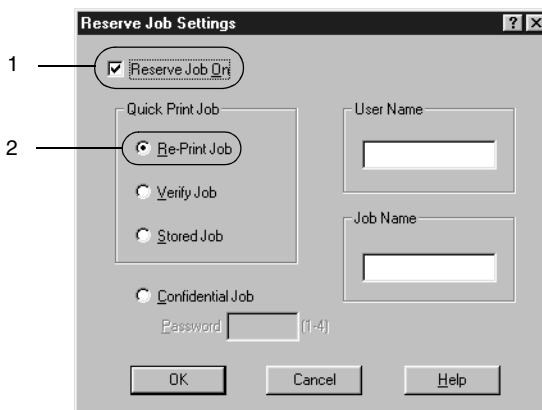 Reserve Job Settings
1
Reserve Job On
Quick Print Job
2
Re-Print Job
Verify Job
Stored Job
User Name
Job Name
Confidential Job
Password
(1-4)
OK
Cancel
Help